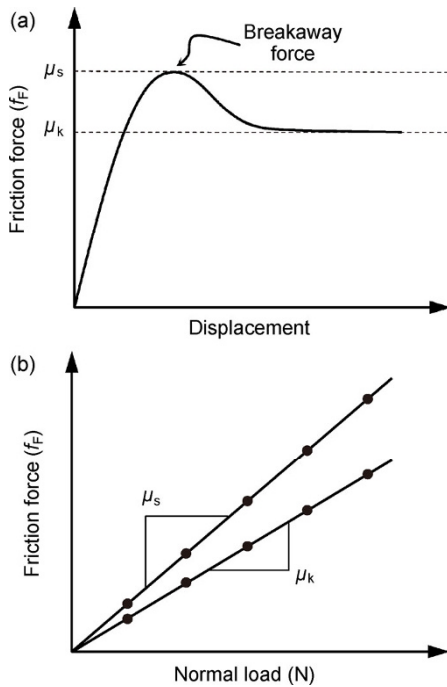 (a)
Breakaway
force
μs
μk
Friction force (fF)
Displacement
(b)
μs
μk
Friction force (fF)
Normal load (N)